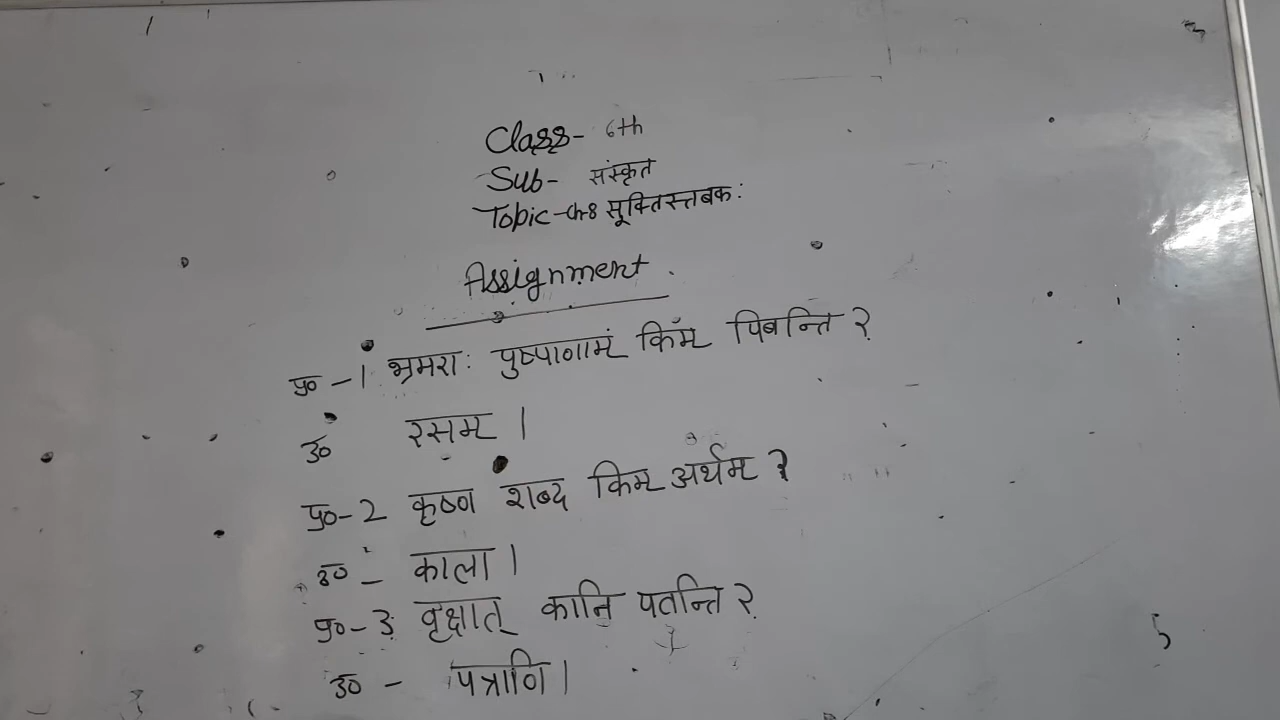 Class- 6th
Sub- संस्कृत
Topic-Ch-8 सूक्तिस्तबक:
Assignment.
प्र०-1 भ्रमरा: पुष्पाणाम् किम् पिबन्ति ?
उ० रसम् ।
प्र०-2 कृष्ण शब्द किम् अर्थम् ?
उ० - काला ।
प्र०-3 वृक्षात् कानि पतन्ति ?
उ० - पत्राणि ।